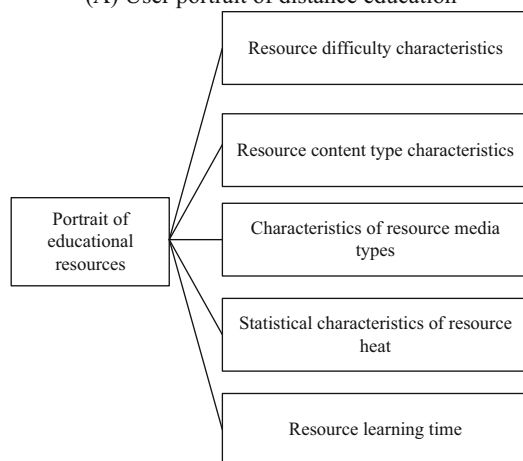 (A) User portrait of distance education
Resource difficulty characteristics
Resource content type characteristics
Portrait of
educational
resources
Characteristics of resource media
types
Statistical characteristics of resource
heat
Resource learning time